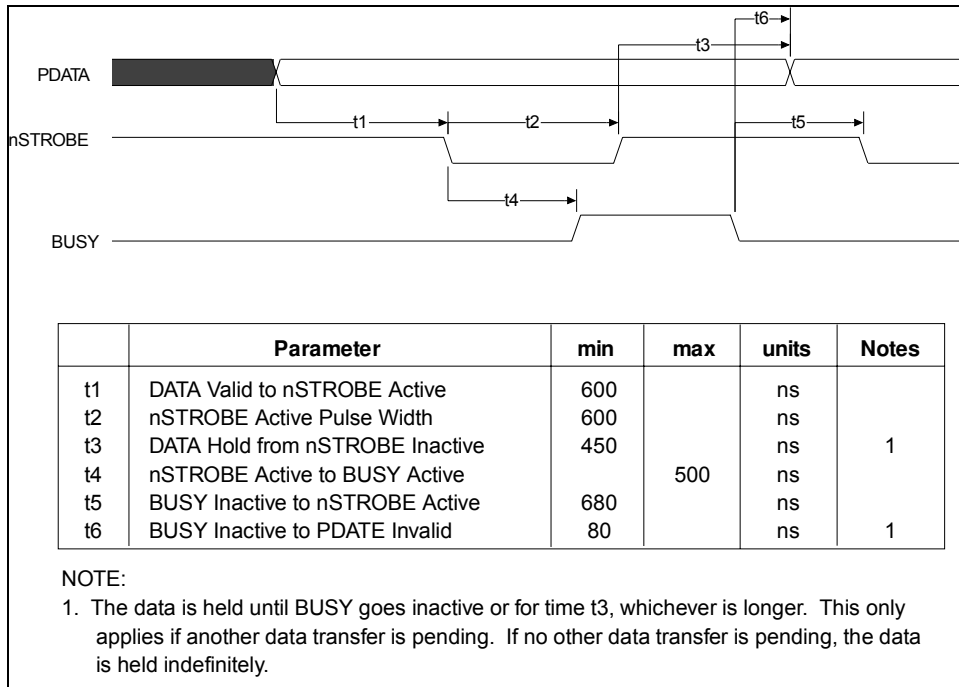 t6
t3
PDATA
t1
t2
t5
nSTROBE
t4
BUSY
Parameter min max units Notes
t1 DATA Valid to nSTROBE Active 600 ns
t2 nSTROBE Active Pulse Width 600 ns
t3 DATA Hold from nSTROBE Inactive 450 ns 1
t4 nSTROBE Active to BUSY Active 500 ns
t5 BUSY Inactive to nSTROBE Active 680 ns
t6 BUSY Inactive to PDATE Invalid 80 ns 1
NOTE:
1. The data is held until BUSY goes inactive or for time t3, whichever is longer. This only
applies if another data transfer is pending. If no other data transfer is pending, the data
is held indefinitely.